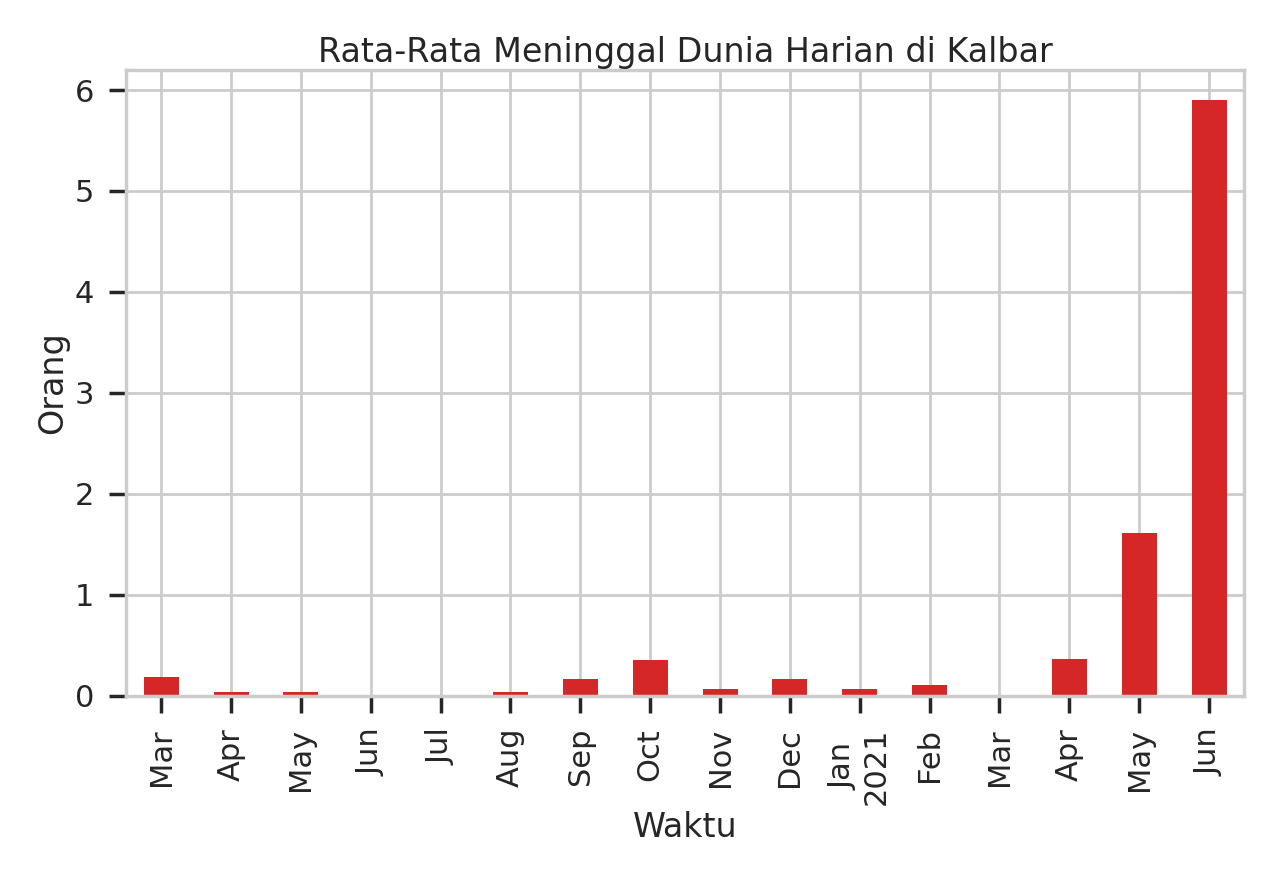 Rata-Rata Meninggal Dunia Harian di Kalbar
6
5
4
3
2
1
0
Orang
Mar
Apr
May
Jun
Jul
Aug
Sep
Oct
Nov
Dec
Jan
2021
Feb
Mar
Apr
May
Jun
Waktu